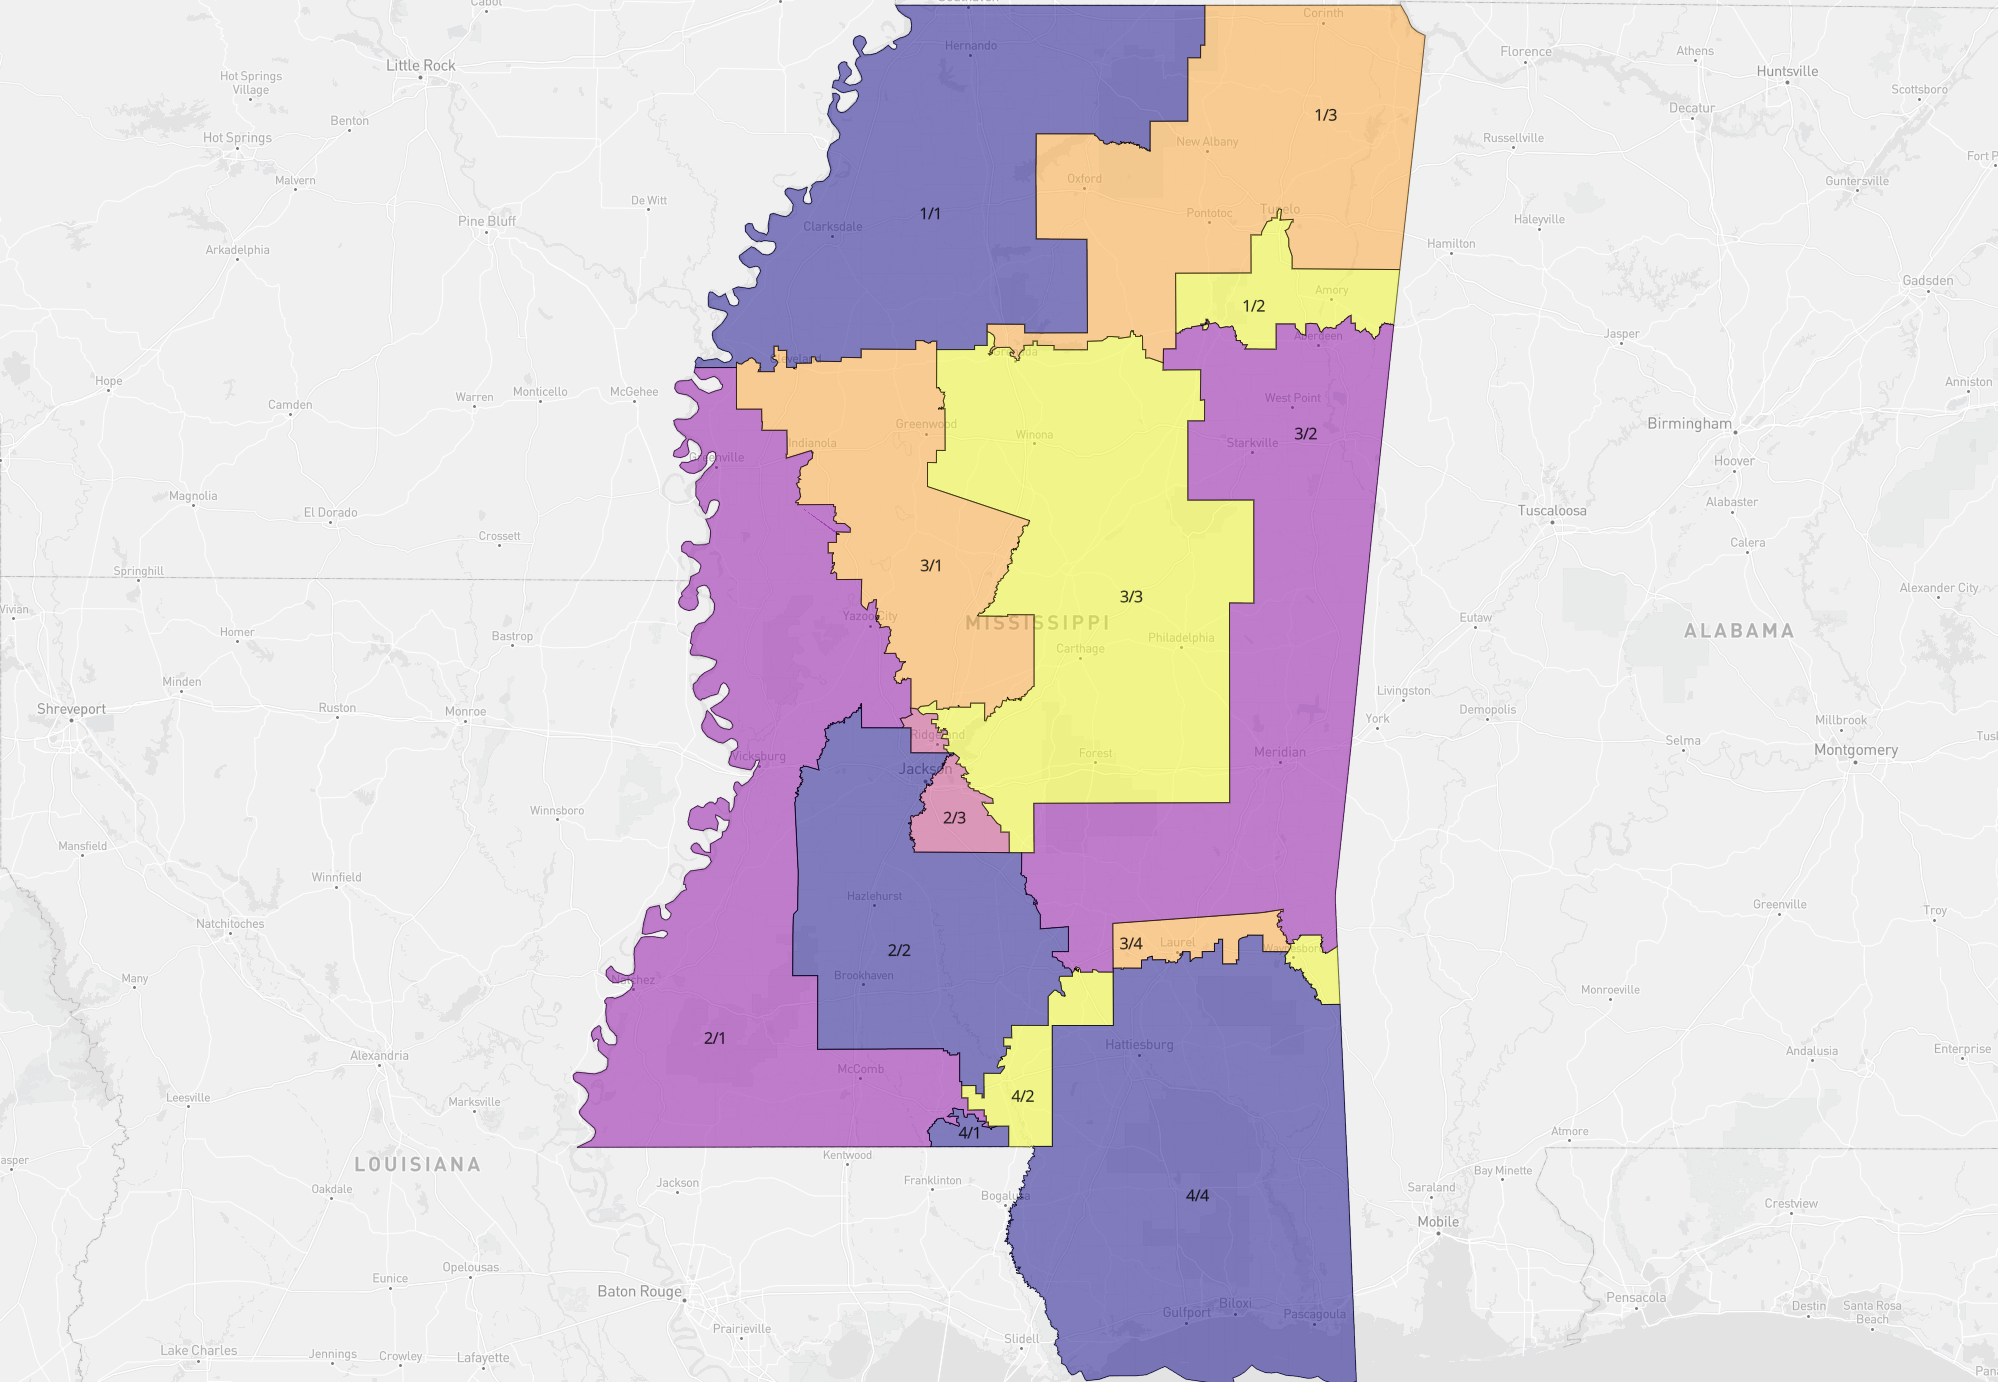 Cabot
Corinth
Hernando
Little Rock
Florence
Athens
Huntsville
Hot Springs
Village
Scottsboro
Decatur
Benton
1/3
Hot Springs
New Albany
Russellville
Fort P
Malvern
Oxford
Guntersville
De Witt
1/1
Pontotoc
Tupelo
Haleyville
Pine Bluff
Clarksdale
Arkadelphia
Hamilton
Gadsden
Amory
1/2
Jasper
Aberdeen
Cleveland
Grenada
Hope
Monticello
McGehee
Anniston
Camden
Warren
West Point
Birmingham
Greenwood
Winona
3/2
Indianola
Starkville
Greenville
Hoover
Magnolia
Alabaster
El Dorado
Tuscaloosa
Crossett
Calera
Springhill
3/1
Alexander City
3/3
Vivian
Yazoo City
MISSISSIPPI
Eutaw
Homer
Bastrop
Philadelphia
ALABAMA
Carthage
Minden
Livingston
Shreveport
Ruston
Monroe
Demopolis
York
Millbrook
Ridgeland
Selma
Tusk
Vicksburg
Forest
Meridian
Montgomery
Jackson
Winnsboro
2/3
Mansfield
Winnfield
Hazlehurst
Greenville
Troy
Natchitoches
3/4
Laurel
2/2
Waynesboro
Many
Natchez
Brookhaven
Monroeville
2/1
Hattiesburg
Alexandria
Andalusia
Enterprise
McComb
Leesville
4/2
Marksville
4/1
Atmore
Kentwood
LOUISIANA
Bay Minette
asper
Jackson
Franklinton
Oakdale
Bogalusa
Saraland
4/4
Crestview
Mobile
Opelousas
Eunice
Baton Rouge
Biloxi
Pensacola
Gulfport
Pascagoula
Destin
Santa Rosa
Beach
Prairieville
Slidell
Lake Charles
Jennings
Crowley
Lafayette
Pan